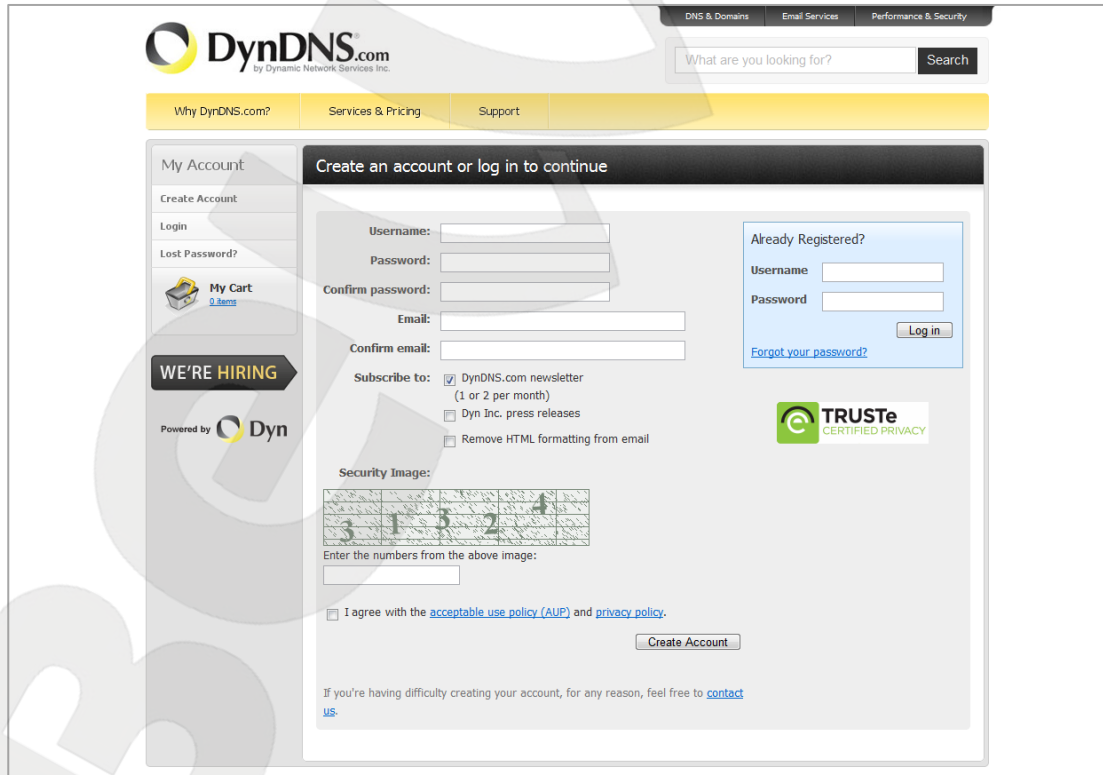 DNS & Domains Email Services Performance & Security
DynDNS.com
by Dynamic Network Services Inc.
What are you looking for? Search
Why DynDNS.com? Services & Pricing Support
My Account
Create Account
Login
Lost Password?
My Cart
0 items
WE'RE HIRING
Powered by Dyn
Create an account or log in to continue
Username:
Password:
Confirm password:
Email:
Confirm email:
Subscribe to: DynDNS.com newsletter
(1 or 2 per month)
Dyn Inc. press releases
Remove HTML formatting from email
Security Image:
3 1 3 2 4
Enter the numbers from the above image:
I agree with the acceptable use policy (AUP) and privacy policy.
Create Account
If you're having difficulty creating your account, for any reason, feel free to contact
us.
Already Registered?
Username
Password
Log in
Forgot your password?
TRUSTe
CERTIFIED PRIVACY